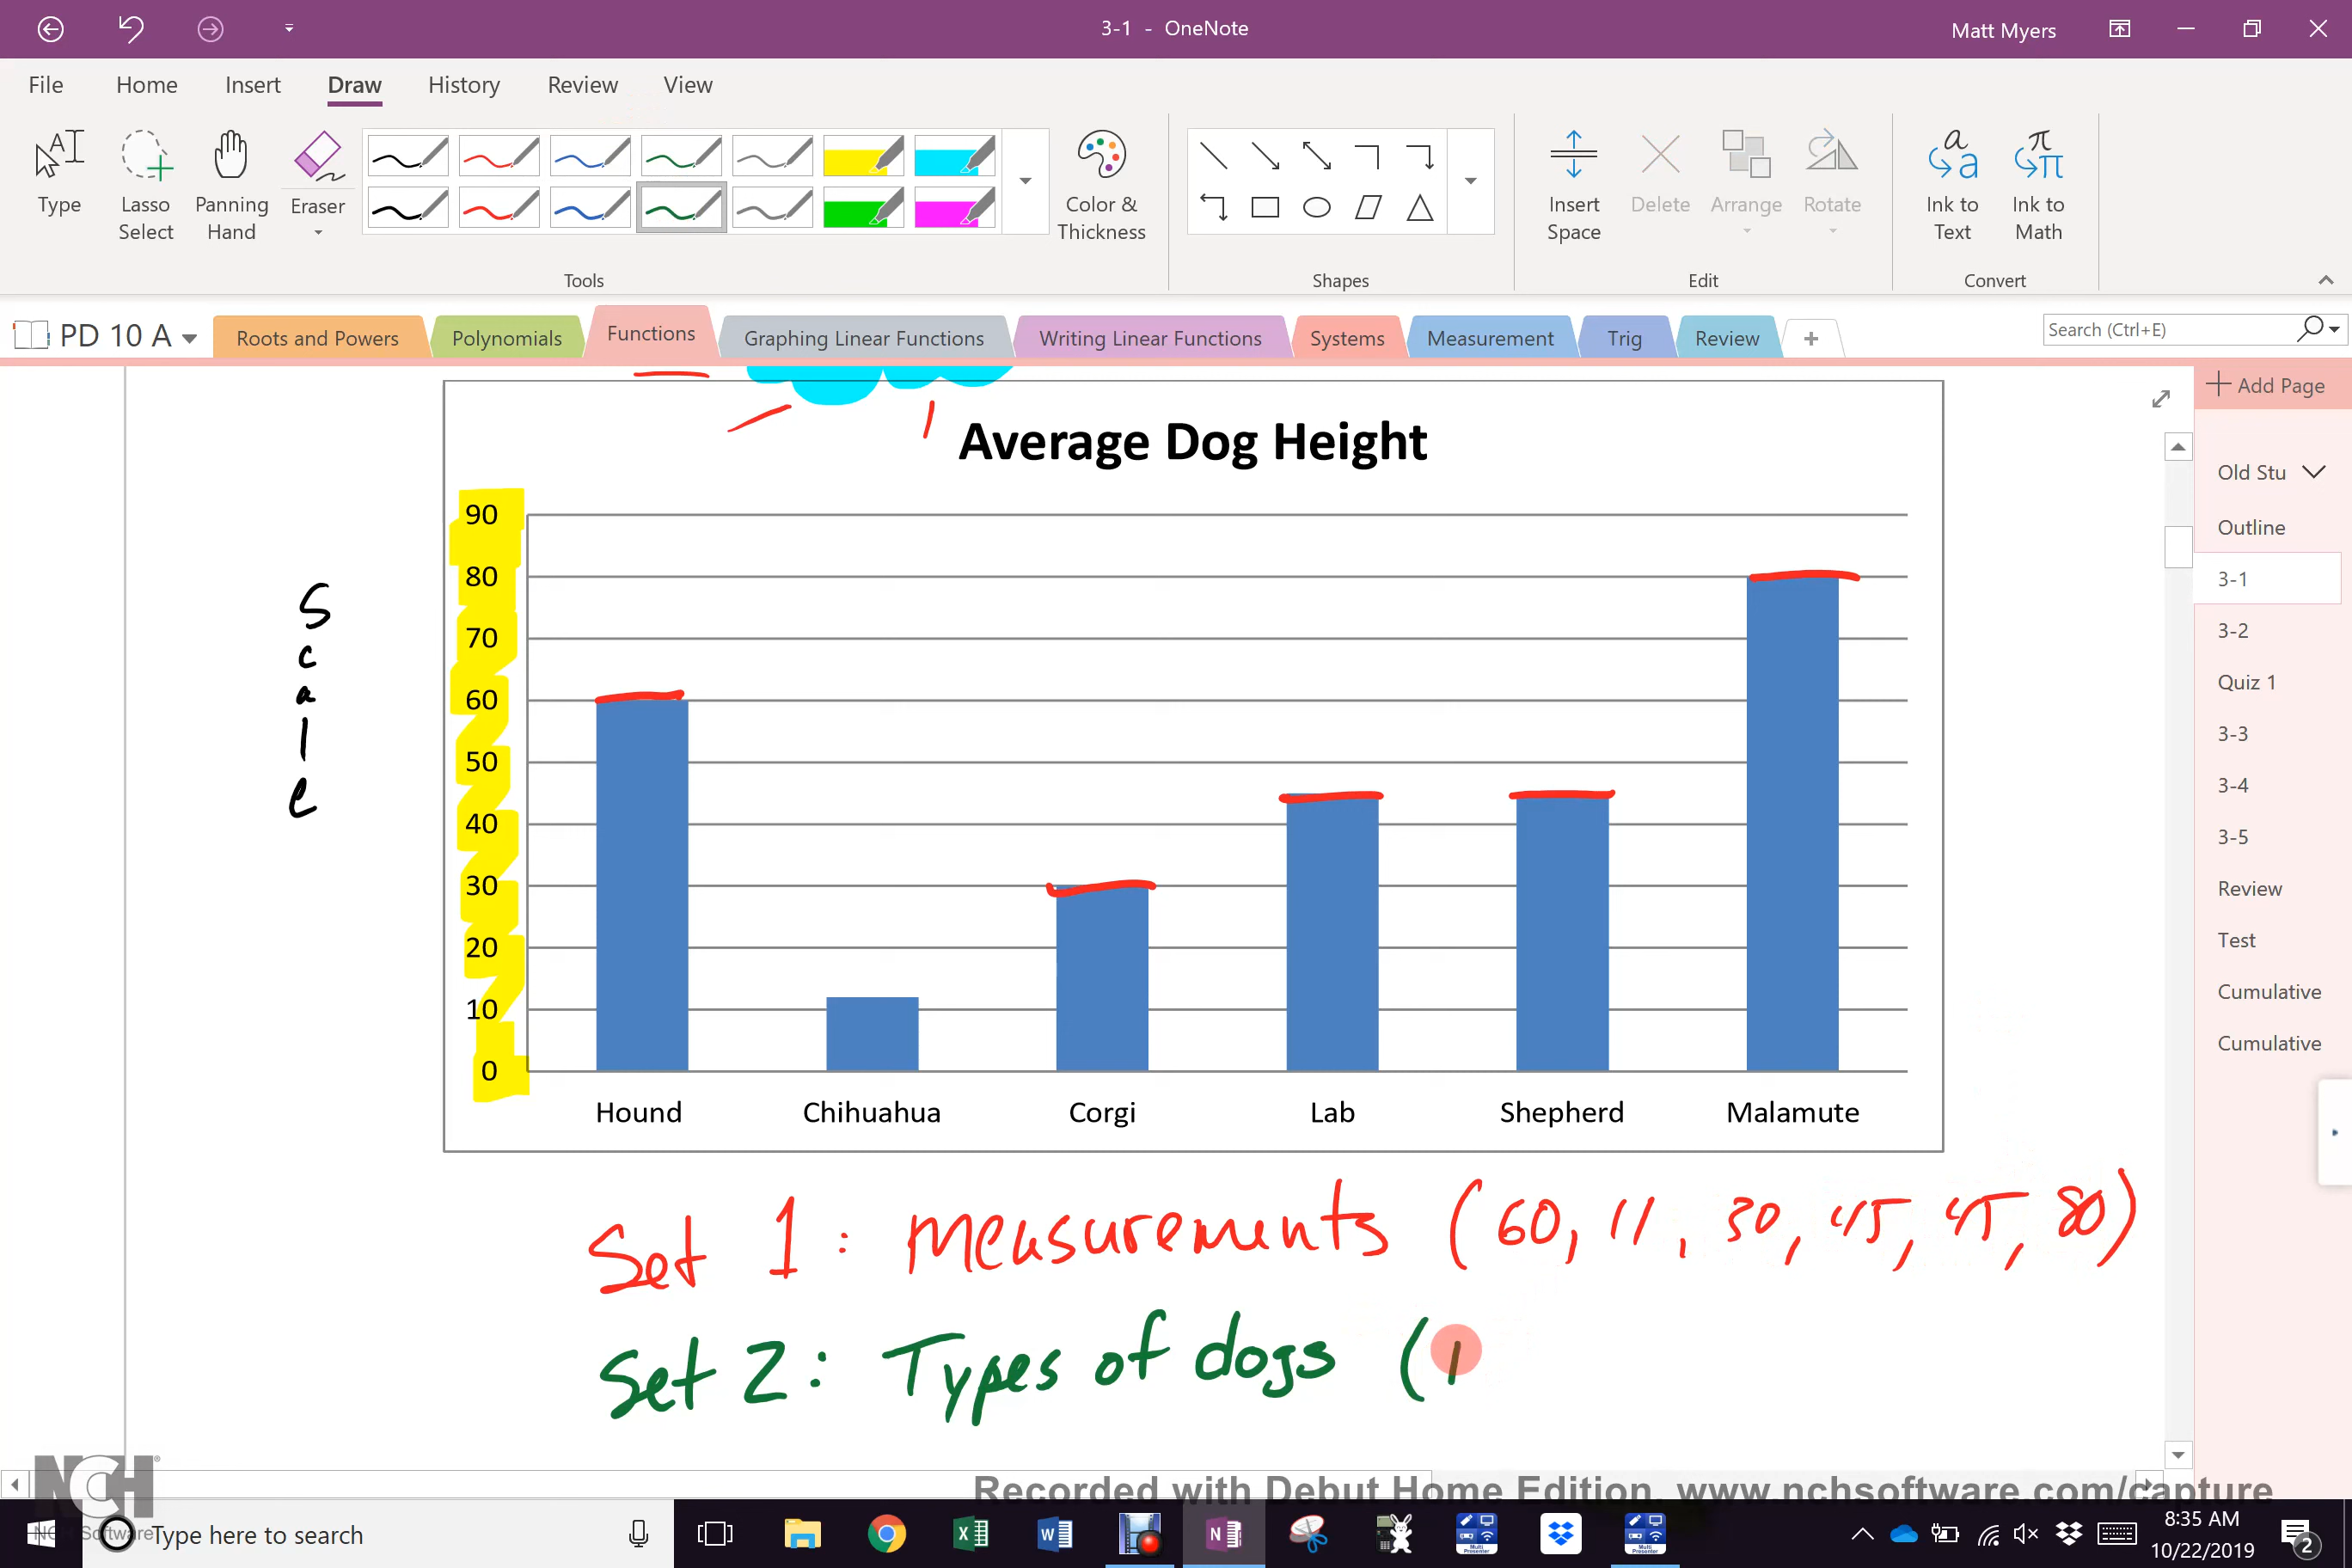 3-1 - OneNote
Matt Myers
File Home Insert Draw History Review View
Type
Lasso Select
Panning Hand
Eraser
Color & Thickness
Insert Space
Delete
Arrange
Rotate
Ink to Text
Ink to Math
Tools
Shapes
Edit
Convert
PD 10 A
Roots and Powers
Polynomials
Functions
Graphing Linear Functions
Writing Linear Functions
Systems
Measurement
Trig
Review
Search (Ctrl+E)
Add Page
Old Stu
Outline
3-1
3-2
Quiz 1
3-3
3-4
3-5
Review
Test
Cumulative
Cumulative
Average Dog Height
Scale
90
80
70
60
50
40
30
20
10
0
Hound Chihuahua Corgi Lab Shepherd Malamute
Set 1: Measurements (60, 11, 30, 45, 45, 80)
Set 2: Types of dogs (
NCH
Recorded with Debut Home Edition www.nchsoftware.com/capture
Type here to search
8:35 AM
10/22/2019
2